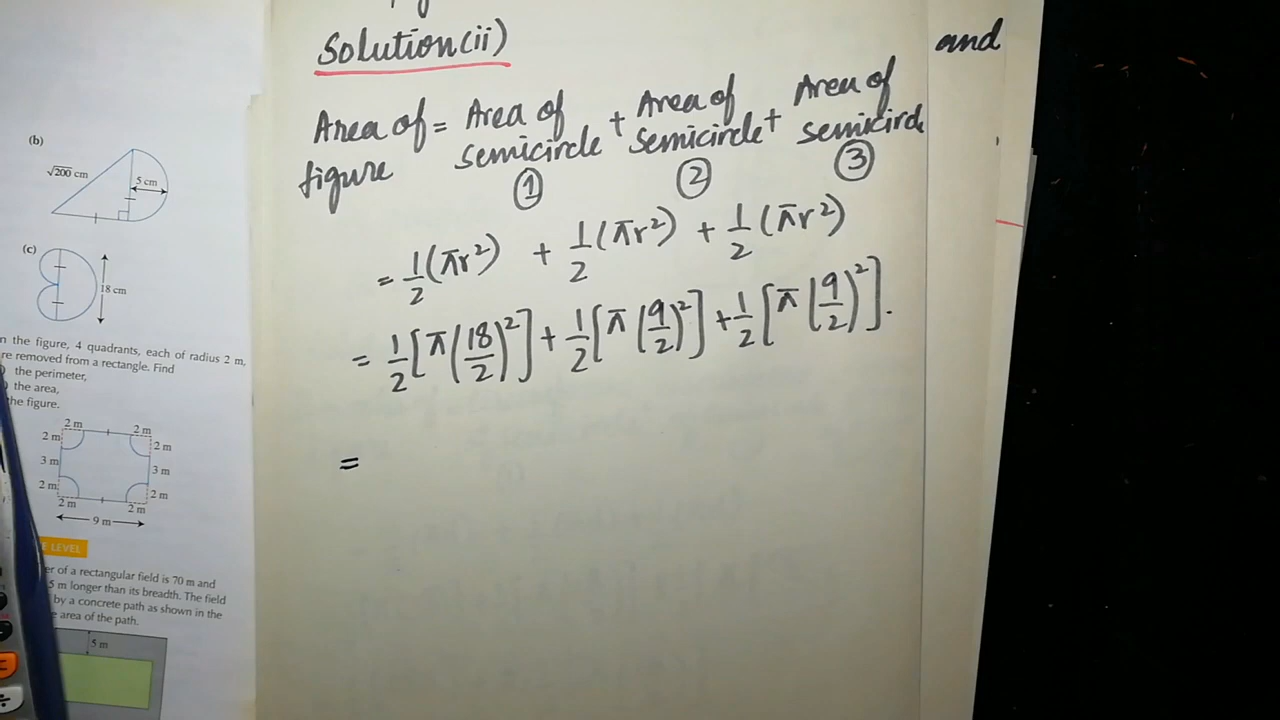 Solution(ii)
and
Area of figure = Area of semicircle + Area of semicircle + Area of semicircle
① ② ③
= 1/2 (πr²) + 1/2 (πr²) + 1/2 (πr²)
= 1/2 [π(18/2)²] + 1/2 [π(9/2)²] + 1/2 [π(9/2)²].
=
(b)
√200 cm
5 cm
(c)
18 cm
the figure, 4 quadrants, each of radius 2 m,
removed from a rectangle. Find
the perimeter,
the area,
the figure.
2 m 2 m
2 m 2 m
3 m 3 m
2 m 2 m
2 m 2 m
9 m
LEVEL
of a rectangular field is 70 m and
5 m longer than its breadth. The field
by a concrete path as shown in the
area of the path.
5 m